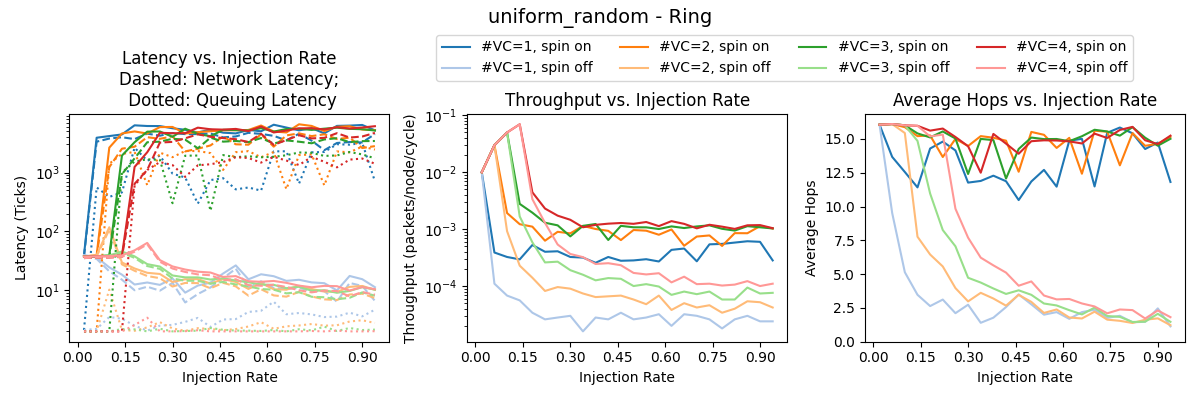 uniform_random - Ring
#VC=1, spin on
#VC=2, spin on
#VC=3, spin on
#VC=4, spin on
#VC=1, spin off
#VC=2, spin off
#VC=3, spin off
#VC=4, spin off
Latency vs. Injection Rate
Dashed: Network Latency;
Dotted: Queuing Latency
Latency (Ticks)
10³
10²
10¹
0.00 0.15 0.30 0.45 0.60 0.75 0.90
Injection Rate
Throughput vs. Injection Rate
Throughput (packets/node/cycle)
10⁻¹
10⁻²
10⁻³
10⁻⁴
0.00 0.15 0.30 0.45 0.60 0.75 0.90
Injection Rate
Average Hops vs. Injection Rate
Average Hops
15.0
12.5
10.0
7.5
5.0
2.5
0.0
0.00 0.15 0.30 0.45 0.60 0.75 0.90
Injection Rate